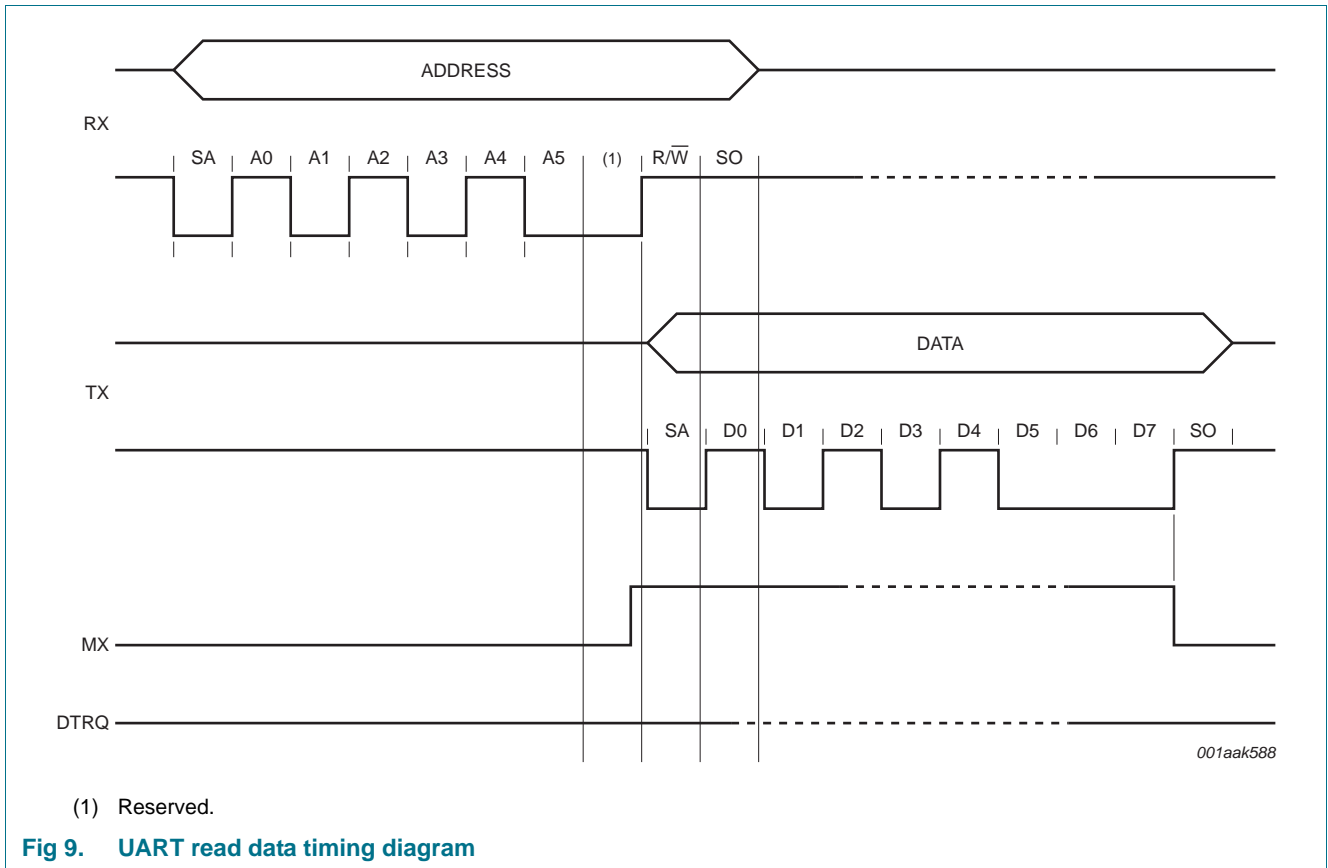 ADDRESS
RX
SA A0 A1 A2 A3 A4 A5 (1) R/W̅ SO
DATA
TX
SA D0 D1 D2 D3 D4 D5 D6 D7 SO
MX
DTRQ
001aak588
(1) Reserved.
Fig 9. UART read data timing diagram